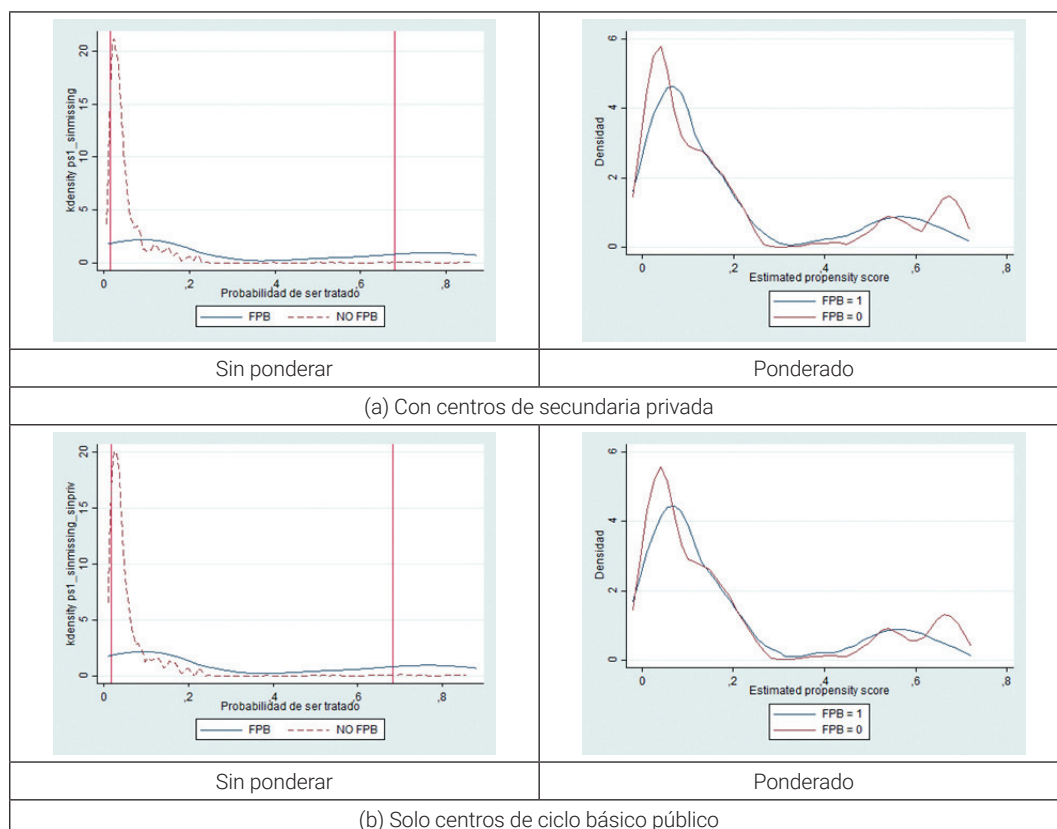 kdensity ps1_sinmissing
20
15
10
5
0
0 ,2 ,4 ,6 ,8
Probabilidad de ser tratado
FPB NO FPB
Densidad
6
4
2
0
0 ,2 ,4 ,6 ,8
Estimated propensity score
FPB = 1
FPB = 0
Sin ponderar
Ponderado
(a) Con centros de secundaria privada
kdensity ps1_sinmissing_sinpriv
20
15
10
5
0
0 ,2 ,4 ,6 ,8
Probabilidad de ser tratado
FPB NO FPB
Densidad
6
4
2
0
0 ,2 ,4 ,6 ,8
Estimated propensity score
FPB = 1
FPB = 0
Sin ponderar
Ponderado
(b) Solo centros de ciclo básico público